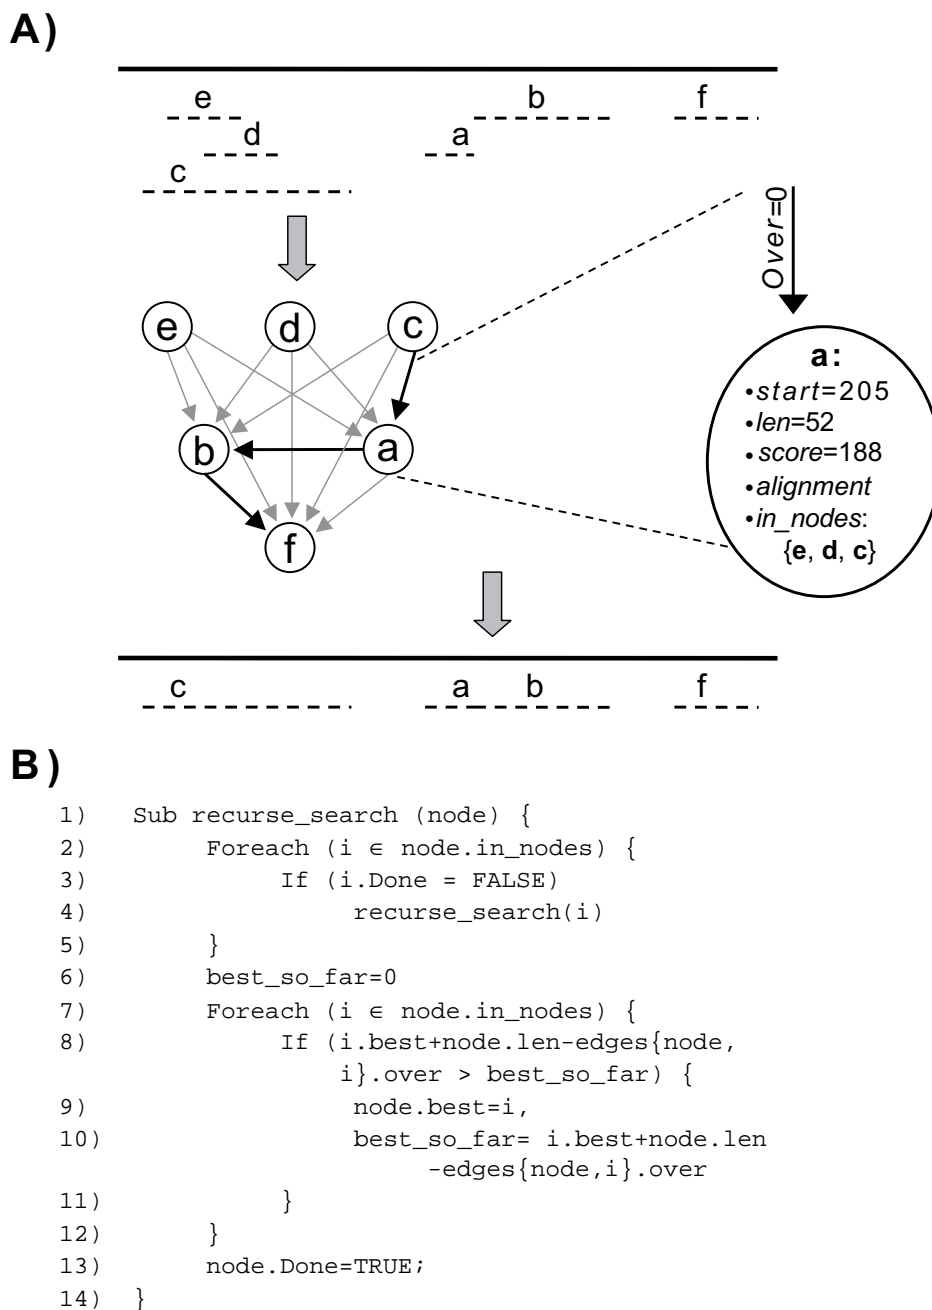 A)
e
b
f
d
a
c
Over=0
e
d
c
a:
•start=205
•len=52
•score=188
•alignment
•in_nodes:
{e, d, c}
b
a
f
c
a
b
f
B)
1) Sub recurse_search (node) {
2) Foreach (i ∈ node.in_nodes) {
3) If (i.Done = FALSE)
4) recurse_search(i)
5) }
6) best_so_far=0
7) Foreach (i ∈ node.in_nodes) {
8) If (i.best+node.len-edges{node,
i}.over > best_so_far) {
9) node.best=i,
10) best_so_far= i.best+node.len
-edges{node,i}.over
11) }
12) }
13) node.Done=TRUE;
14) }